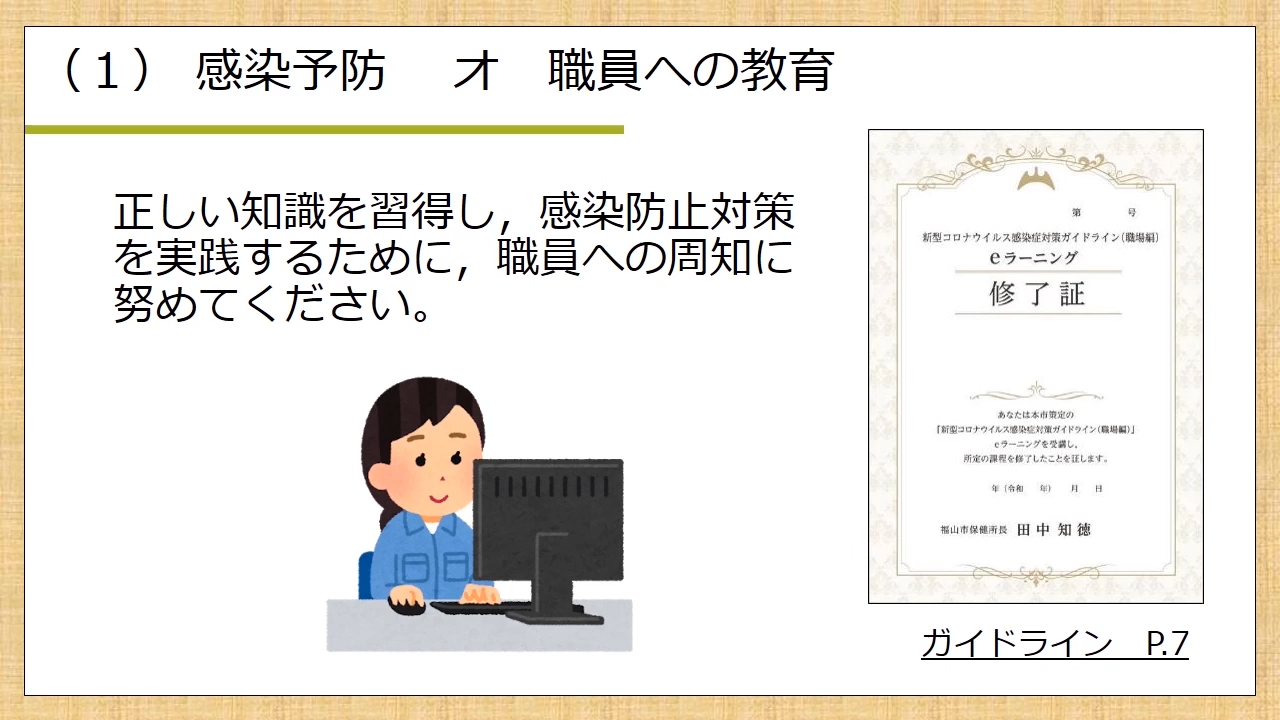 （１） 感染予防　オ　職員への教育
正しい知識を習得し，感染防止対策
を実践するために，職員への周知に
努めてください。
第　　　号
新型コロナウイルス感染症対策ガイドライン（職場編）
eラーニング
修了証
あなたは本市策定の
『新型コロナウイルス感染症対策ガイドライン（職場編）』
eラーニングを受講し，
所定の課程を修了したことを証します。
年（令和　　年）　　月　　日
福山市保健所長　田中 知徳
ガイドライン　P.7